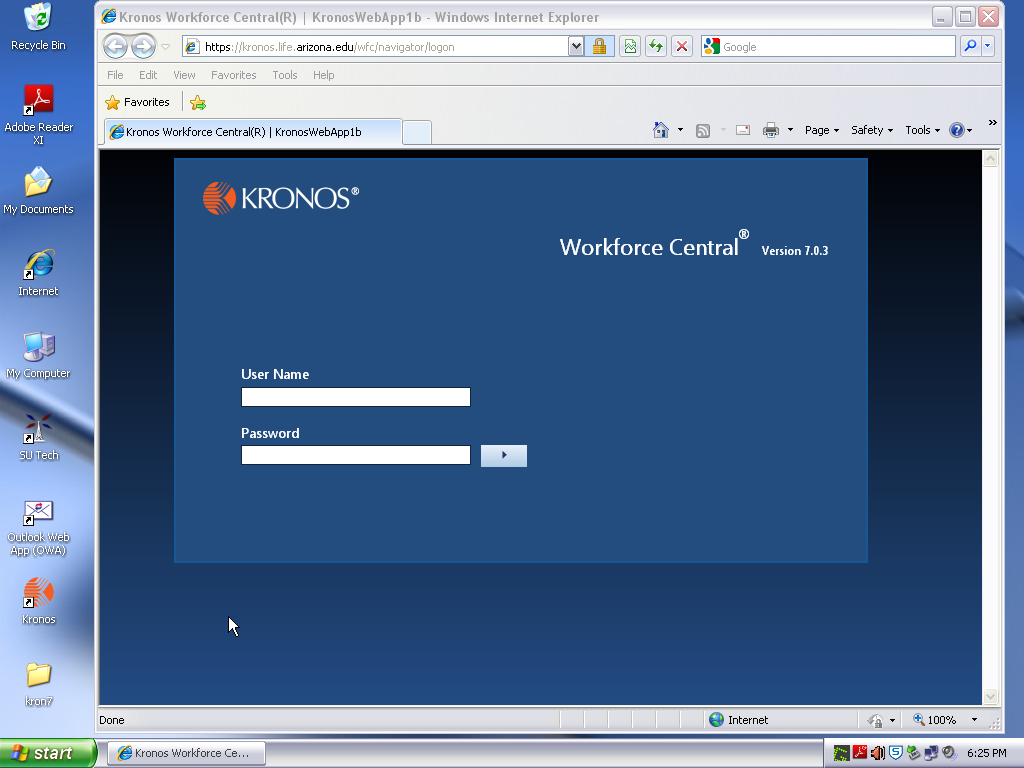 Kronos Workforce Central(R) | KronosWebApp1b - Windows Internet Explorer
https://kronos.life.arizona.edu/wfc/navigator/logon
Google
File Edit View Favorites Tools Help
Favorites
Kronos Workforce Central(R) | KronosWebApp1b
Page Safety Tools
»
KRONOS®
Workforce Central® Version 7.0.3
User Name
Password
Recycle Bin
Adobe Reader
XI
My Documents
Internet
My Computer
SU Tech
Outlook Web
App (OWA)
Kronos
kron7
Done
Internet
100%
start
Kronos Workforce Ce...
6:25 PM